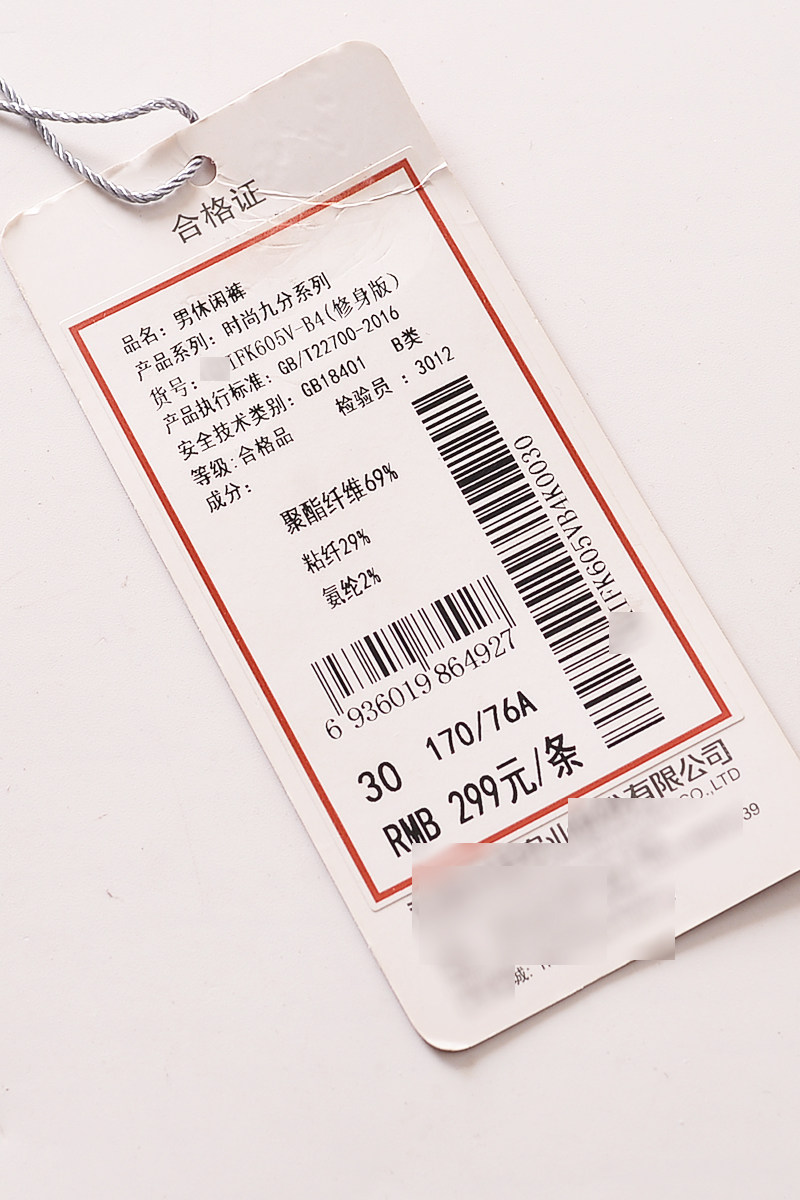 合格证
品名: 男休闲裤
产品系列: 时尚九分系列
货号: IFK605V-B4(修身版)
产品执行标准: GB/T22700-2016
安全技术类别: GB18401 B类
等级:合格品 检验员 : 3012
成分:
聚酯纤维69%
粘纤29%
氨纶2%
IFK605VB4K0030
6 936019 864927
30 170/76A
RMB 299元/条
有限公司
CO.,LTD
39